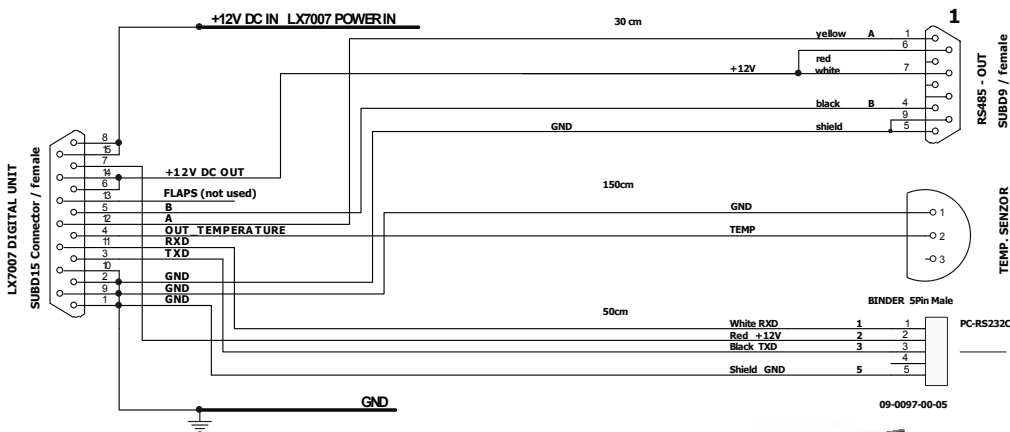 +12V DC IN LX7007 POWER IN
30 cm
1
yellow A 1
6
red
+12V white 7
black B 4
9
GND shield 5
RS485 - OUT
SUBD9 / female
LX7007 DIGITAL UNIT
SUBD15 Connector / female
8
15
7
14 +12V DC OUT
6
13 FLAPS (not used)
5 B
12 A
4 OUT_TEMPERATURE
11 RXD
3 TXD
10
2 GND
9 GND
1 GND
150cm
GND 1
TEMP 2
3
TEMP. SENZOR
BINDER 5Pin Male
50cm
White RXD 1 1
Red +12V 2 2
Black TXD 3 3
4
Shield GND 5 5
PC-RS232C
09-0097-00-05
GND